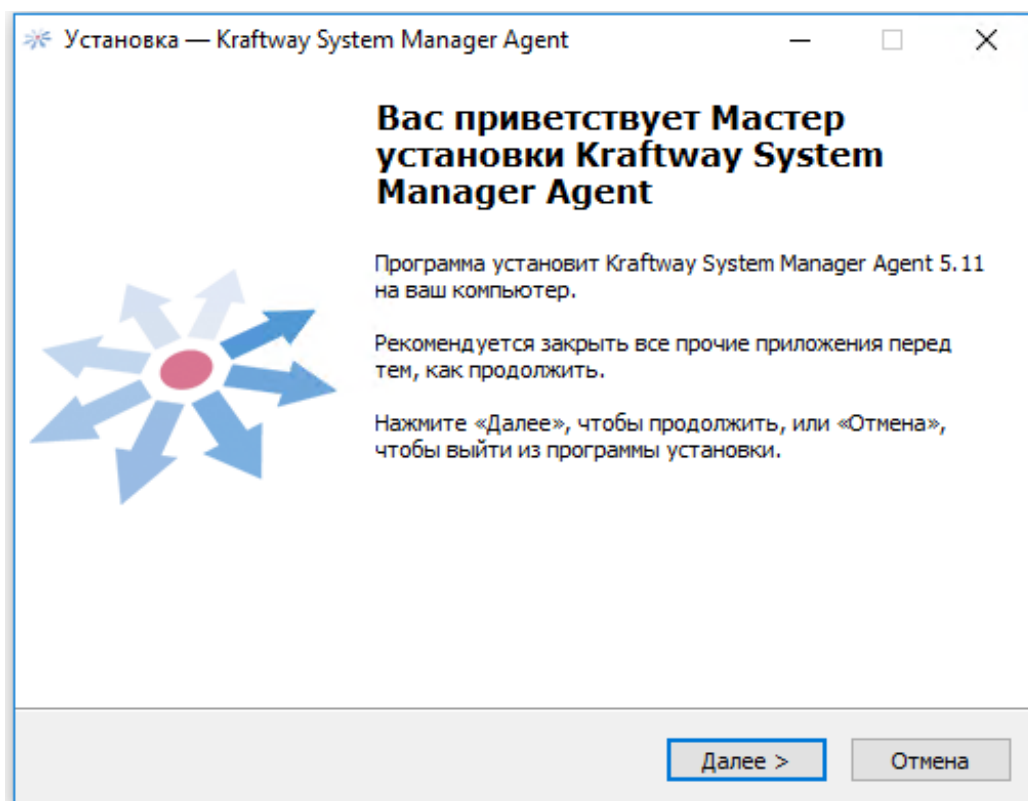 Установка — Kraftway System Manager Agent
Вас приветствует Мастер
установки Kraftway System
Manager Agent
Программа установит Kraftway System Manager Agent 5.11
на ваш компьютер.
Рекомендуется закрыть все прочие приложения перед
тем, как продолжить.
Нажмите «Далее», чтобы продолжить, или «Отмена»,
чтобы выйти из программы установки.
Далее >
Отмена